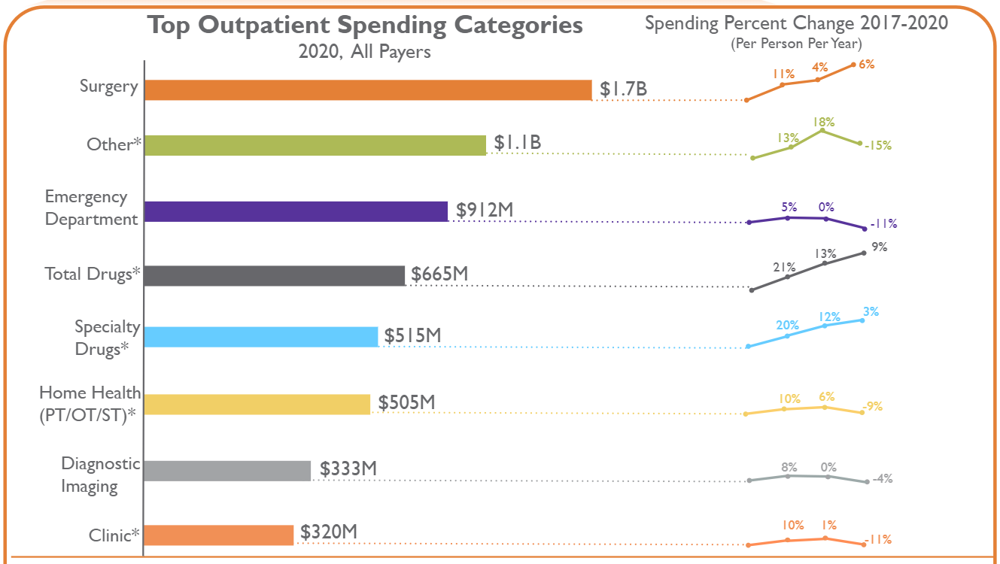 Top Outpatient Spending Categories
2020, All Payers
Spending Percent Change 2017-2020
(Per Person Per Year)
Surgery
$1.7B
11%
4%
6%
Other*
$1.1B
13%
18%
-15%
Emergency
Department
$912M
5%
0%
-11%
Total Drugs*
$665M
21%
13%
9%
Specialty
Drugs*
$515M
20%
12%
3%
Home Health
(PT/OT/ST)*
$505M
10%
6%
-9%
Diagnostic
Imaging
$333M
8%
0%
-4%
Clinic*
$320M
10%
1%
-11%